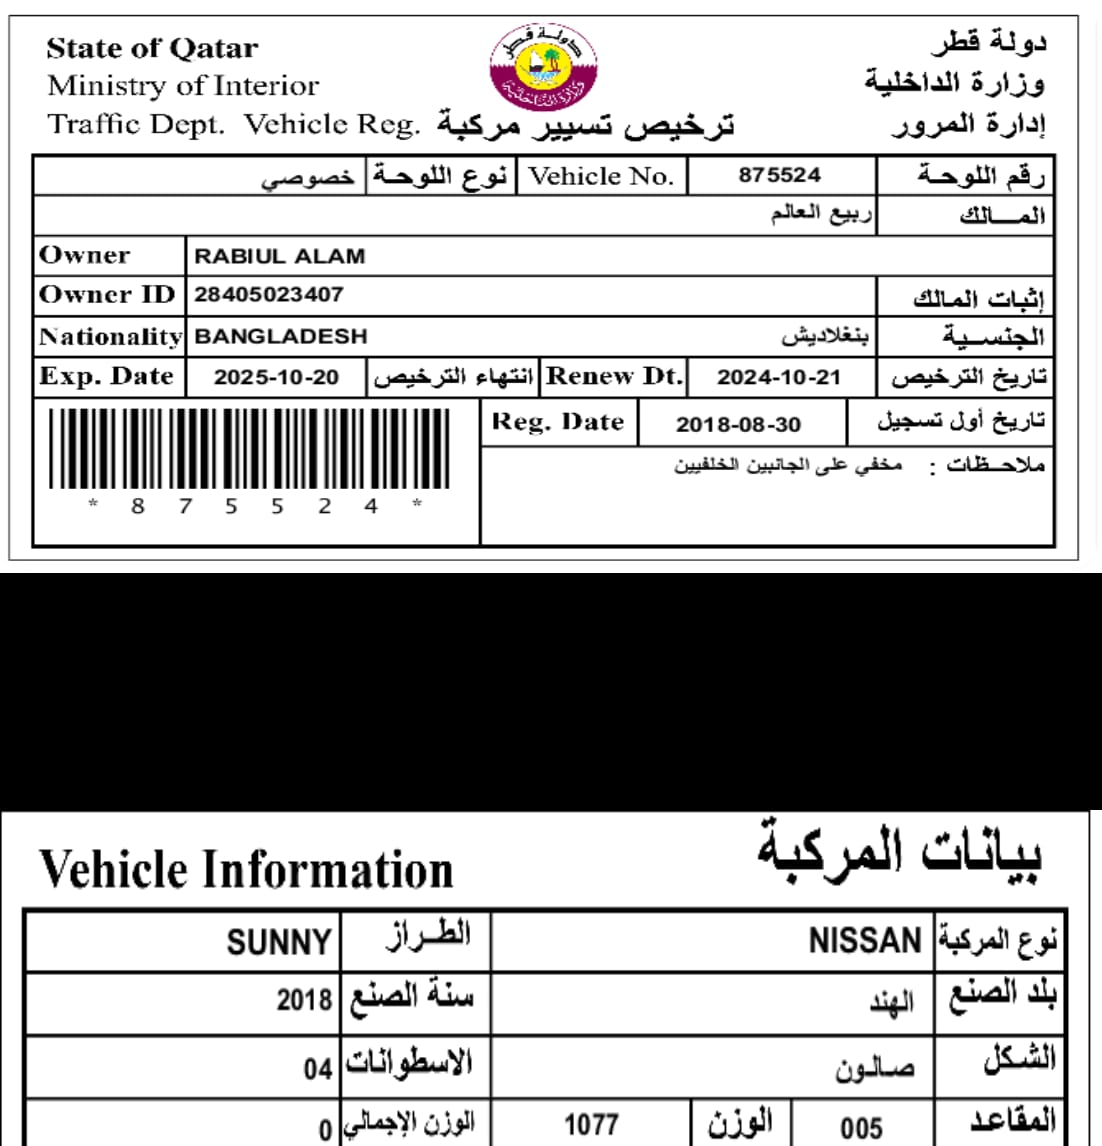 State of Qatar دولة قطر
Ministry of Interior وزارة الداخلية
Traffic Dept. Vehicle Reg. ترخيص تسيير مركبة إدارة المرور
رقم اللوحة 875524 Vehicle No. نوع اللوحة خصوصي
المالك ربيع العالم
Owner RABIUL ALAM
Owner ID 28405023407 إثبات المالك
Nationality BANGLADESH بنغلاديش الجنسية
Exp. Date 2025-10-20 انتهاء الترخيص Renew Dt. 2024-10-21 تاريخ الترخيص
Reg. Date 2018-08-30 تاريخ أول تسجيل
ملاحظات : مخفي على الجانبين الخلفيين
* 8 7 5 5 2 4 *
Vehicle Information بيانات المركبة
نوع المركبة NISSAN الطراز SUNNY
بلد الصنع الهند سنة الصنع 2018
الشكل صالون الاسطوانات 04
المقاعد 005 الوزن 1077 الوزن الإجمالي 0